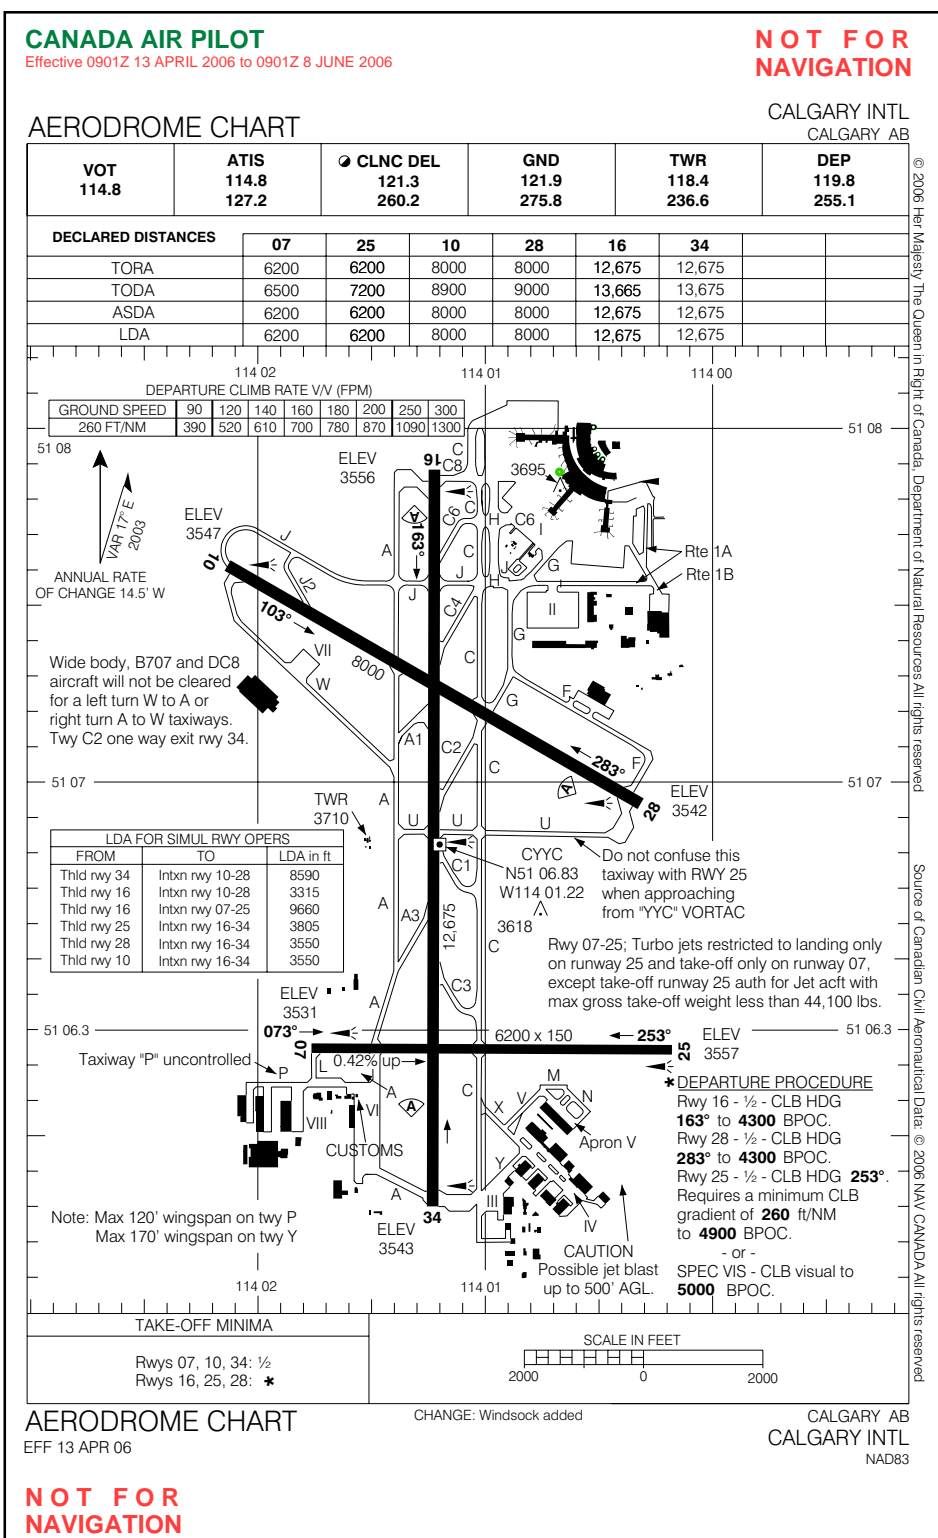 CANADA AIR PILOT
Effective 0901Z 13 APRIL 2006 to 0901Z 8 JUNE 2006
NOT FOR
NAVIGATION
AERODROME CHART
CALGARY INTL
CALGARY AB
VOT
114.8
ATIS
114.8
127.2
CLNC DEL
121.3
260.2
GND
121.9
275.8
TWR
118.4
236.6
DEP
119.8
255.1
DECLARED DISTANCES 07 25 10 28 16 34
TORA 6200 6200 8000 8000 12,675 12,675
TODA 6500 7200 8900 9000 13,665 13,675
ASDA 6200 6200 8000 8000 12,675 12,675
LDA 6200 6200 8000 8000 12,675 12,675
114 02 114 01 114 00
DEPARTURE CLIMB RATE V/V (FPM)
GROUND SPEED 90 120 140 160 180 200 250 300
260 FT/NM 390 520 610 700 780 870 1090 1300
51 08
51 08
VAR 17° E
2003
ANNUAL RATE
OF CHANGE 14.5' W
ELEV
3547
ELEV
3556
16
C
C8
3695
A
163°
C6
C
H
C6
I
A
J
10
J2
J
C
J
H
J
G
I
I
Rte 1A
Rte 1B
II
103°
VII
8000
W
J
C4
C
G
Wide body, B707 and DC8
aircraft will not be cleared
for a left turn W to A or
right turn A to W taxiways.
Twy C2 one way exit rwy 34.
G
F
F
A1
C2
C
283°
A
28
ELEV
3542
51 07
51 07
A
TWR
3710
U
U
U
C1
CYYC
N51 06.83
W114 01.22
3618
Do not confuse this
taxiway with RWY 25
when approaching
from "YYC" VORTAC
LDA FOR SIMUL RWY OPERS
FROM TO LDA in ft
Thld rwy 34 Intxn rwy 10-28 8590
Thld rwy 16 Intxn rwy 10-28 3315
Thld rwy 16 Intxn rwy 07-25 9660
Thld rwy 25 Intxn rwy 16-34 3805
Thld rwy 28 Intxn rwy 16-34 3550
Thld rwy 10 Intxn rwy 16-34 3550
A
A3
12,675
C
C3
A
Rwy 07-25; Turbo jets restricted to landing only
on runway 25 and take-off only on runway 07,
except take-off runway 25 auth for Jet acft with
max gross take-off weight less than 44,100 lbs.
ELEV
3531
51 06.3
51 06.3
073°
07
6200 x 150
253°
25
ELEV
3557
Taxiway "P" uncontrolled
P
L
0.42% up
A
A
VI
VIII
CUSTOMS
C
X
V
M
N
Apron V
Y
III
IV
A
34
ELEV
3543
Note: Max 120' wingspan on twy P
Max 170' wingspan on twy Y
CAUTION
Possible jet blast
up to 500' AGL.
* DEPARTURE PROCEDURE
Rwy 16 - ½ - CLB HDG
163° to 4300 BPOC.
Rwy 28 - ½ - CLB HDG
283° to 4300 BPOC.
Rwy 25 - ½ - CLB HDG 253°.
Requires a minimum CLB
gradient of 260 ft/NM
to 4900 BPOC.
- or -
SPEC VIS - CLB visual to
5000 BPOC.
114 02 114 01
TAKE-OFF MINIMA
Rwys 07, 10, 34: ½
Rwys 16, 25, 28: *
SCALE IN FEET
2000 0 2000
© 2006 Her Majesty The Queen in Right of Canada, Department of Natural Resources All rights reserved
Source of Canadian Civil Aeronautical Data: © 2006 NAV CANADA All rights reserved
AERODROME CHART
EFF 13 APR 06
CHANGE: Windsock added
CALGARY AB
CALGARY INTL
NAD83
NOT FOR
NAVIGATION